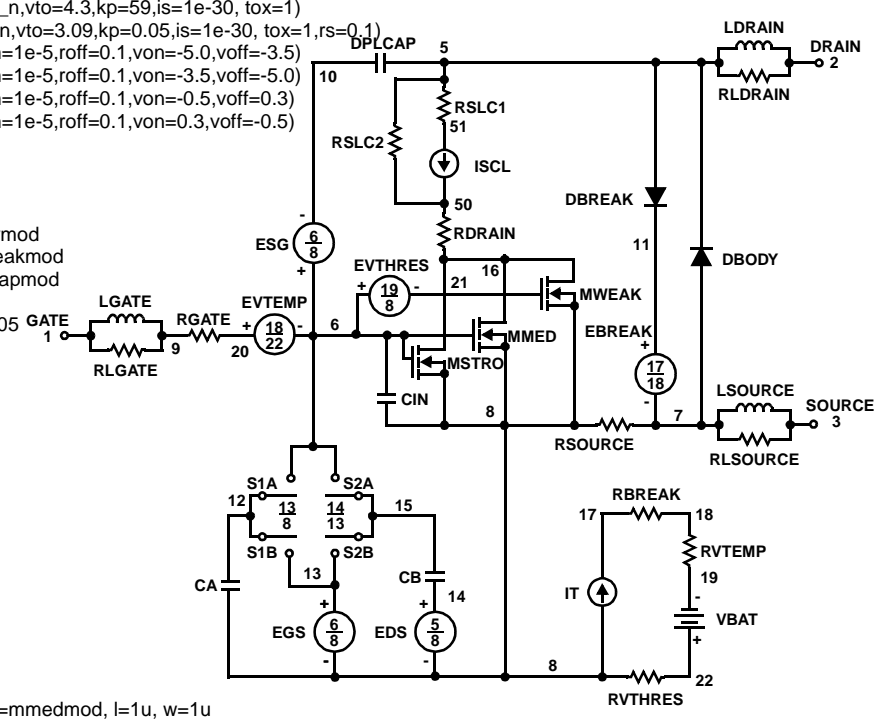 _n,vto=4.3,kp=59,is=1e-30, tox=1)
n,vto=3.09,kp=0.05,is=1e-30, tox=1,rs=0.1)
=1e-5,roff=0.1,von=-5.0,voff=-3.5)
=1e-5,roff=0.1,von=-3.5,voff=-5.0)
=1e-5,roff=0.1,von=-0.5,voff=0.3)
=1e-5,roff=0.1,von=0.3,voff=-0.5)
mod
eakmod
apmod
05
=mmedmod, l=1u, w=1u
DPLCAP
5
10
LDRAIN
DRAIN
2
RLDRAIN
RSLC1
51
RSLC2
ISCL
50
DBREAK
RDRAIN
ESG
-
6
8
+
11
DBODY
EVTHRES
+
19
8
-
21
16
MWEAK
LGATE
GATE
1
RLGATE
9
RGATE
20
EVTEMP
+
18
22
-
6
MMED
MSTRO
EBREAK
+
17
18
-
CIN
8
RSOURCE
7
LSOURCE
SOURCE
3
RLSOURCE
S1A
S2A
12
13
8
14
13
15
S1B
S2B
13
CA
CB
14
EGS
+
6
8
-
EDS
+
5
8
-
RBREAK
17
18
RVTEMP
19
IT
-
VBAT
+
8
22
RVTHRES